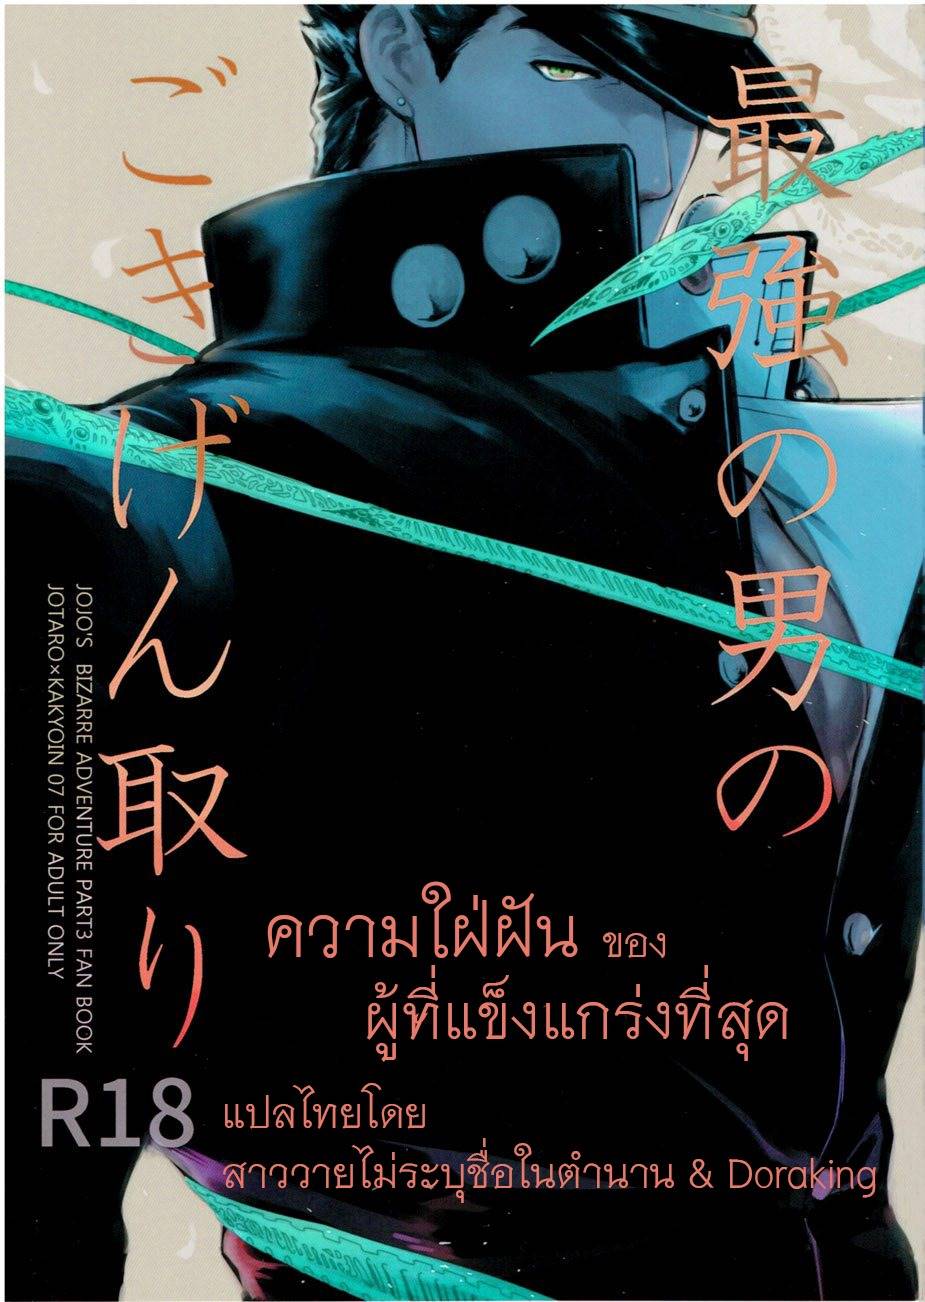 最強の男の
ごきげん取り
JOJO'S BIZARRE ADVENTURE PART3 FAN BOOK
JOTARO×KAKYOIN 07 FOR ADULT ONLY
R18
ความใฝ่ฝัน ของ
ผู้ที่แข็งแกร่งที่สุด
แปลไทยโดย
สาววายไม่ระบุชื่อในตำนาน & Doraking